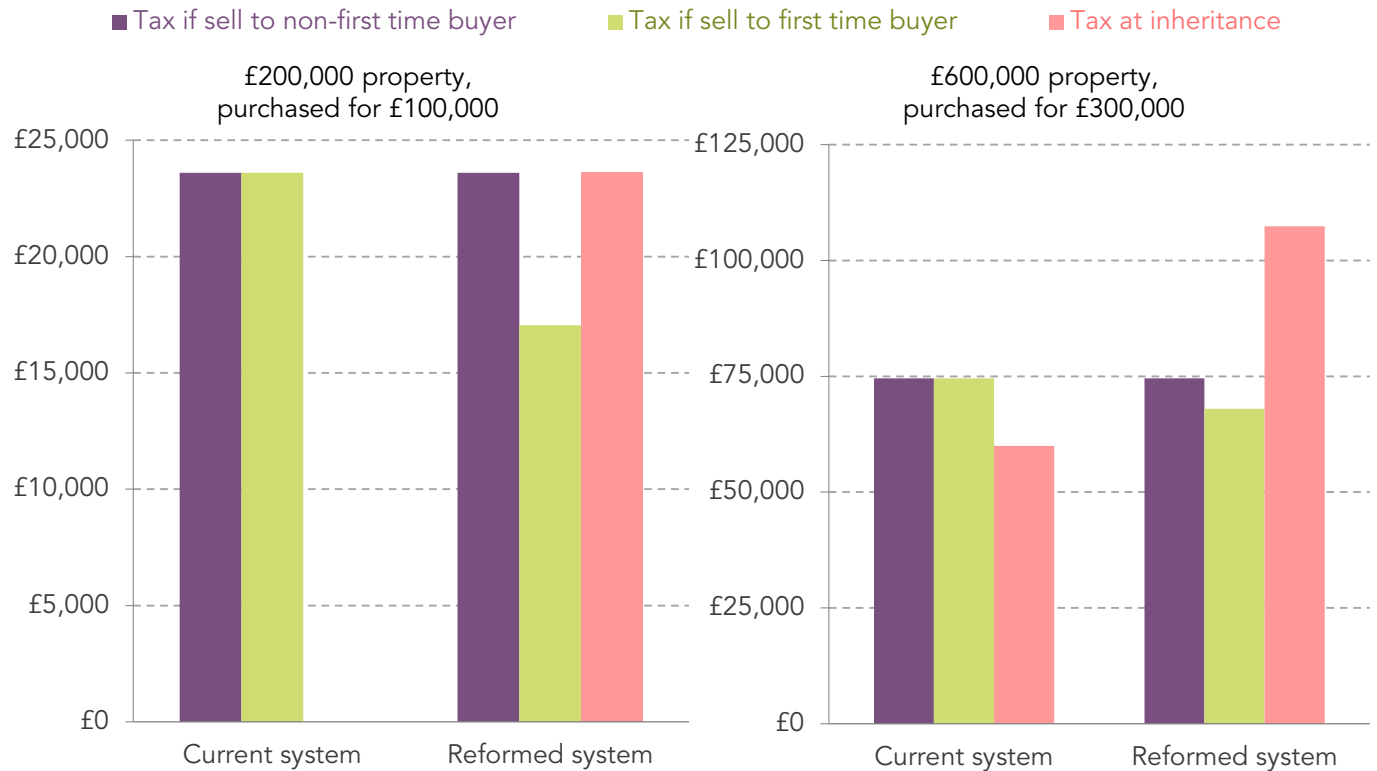 Tax if sell to non-first time buyer
Tax if sell to first time buyer
Tax at inheritance
£200,000 property,
purchased for £100,000
£25,000
£20,000
£15,000
£10,000
£5,000
£0
Current system
Reformed system
£600,000 property,
purchased for £300,000
£125,000
£100,000
£75,000
£50,000
£25,000
£0
Current system
Reformed system